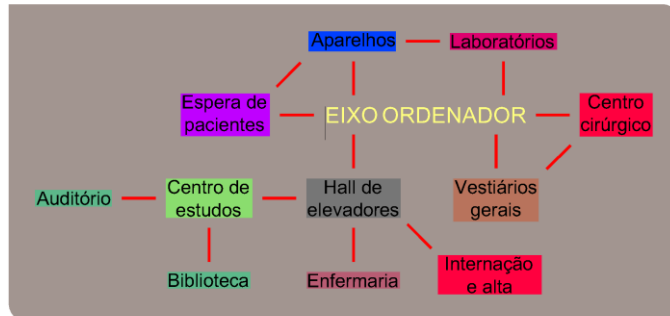 Aparelhos
Laboratórios
Espera de
pacientes
EIXO ORDENADOR
Centro
cirúrgico
Auditório
Centro de
estudos
Hall de
elevadores
Vestiários
gerais
Biblioteca
Enfermaria
Internação
e alta